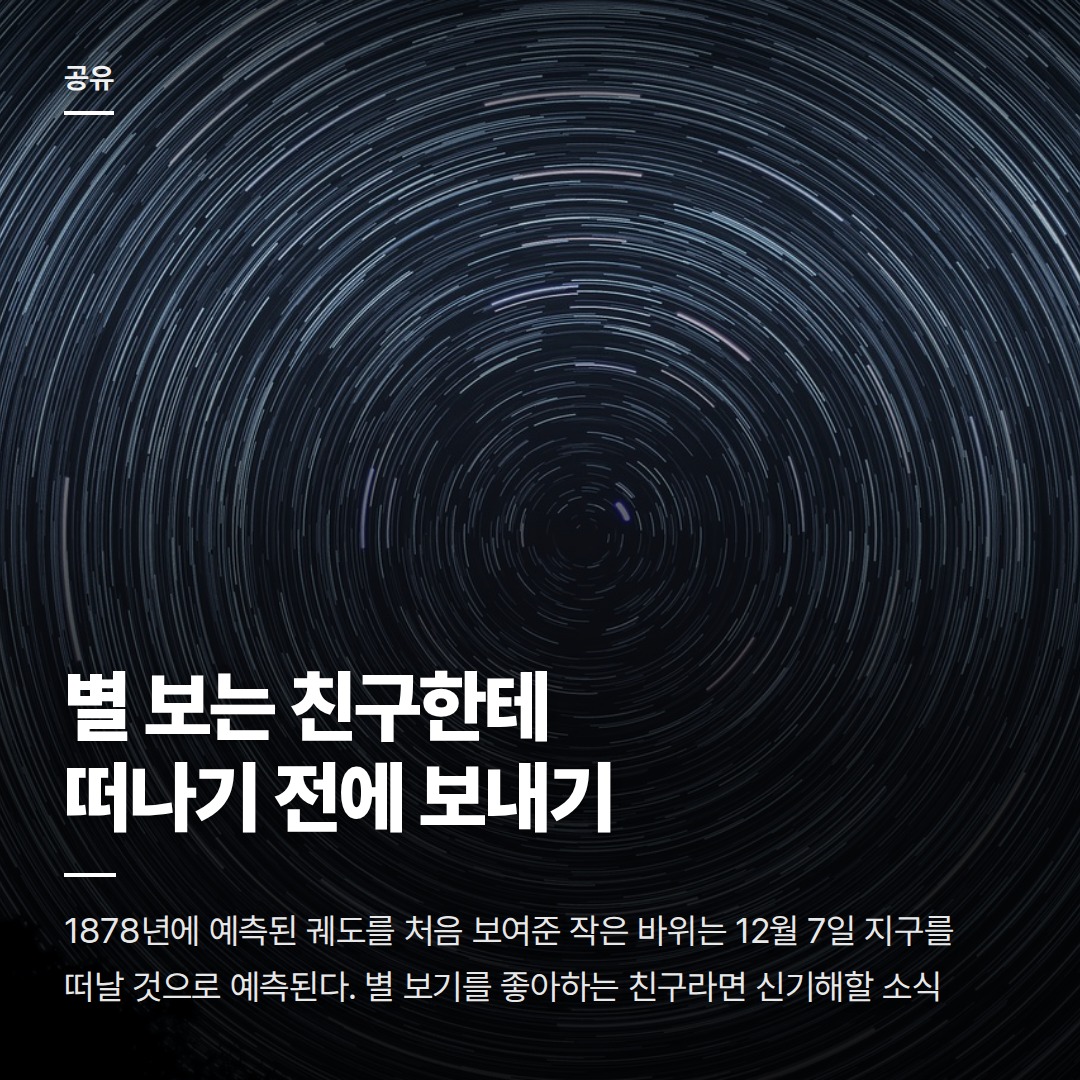 공유
별 보는 친구한테
떠나기 전에 보내기
1878년에 예측된 궤도를 처음 보여준 작은 바위는 12월 7일 지구를
떠날 것으로 예측된다. 별 보기를 좋아하는 친구라면 신기해할 소식